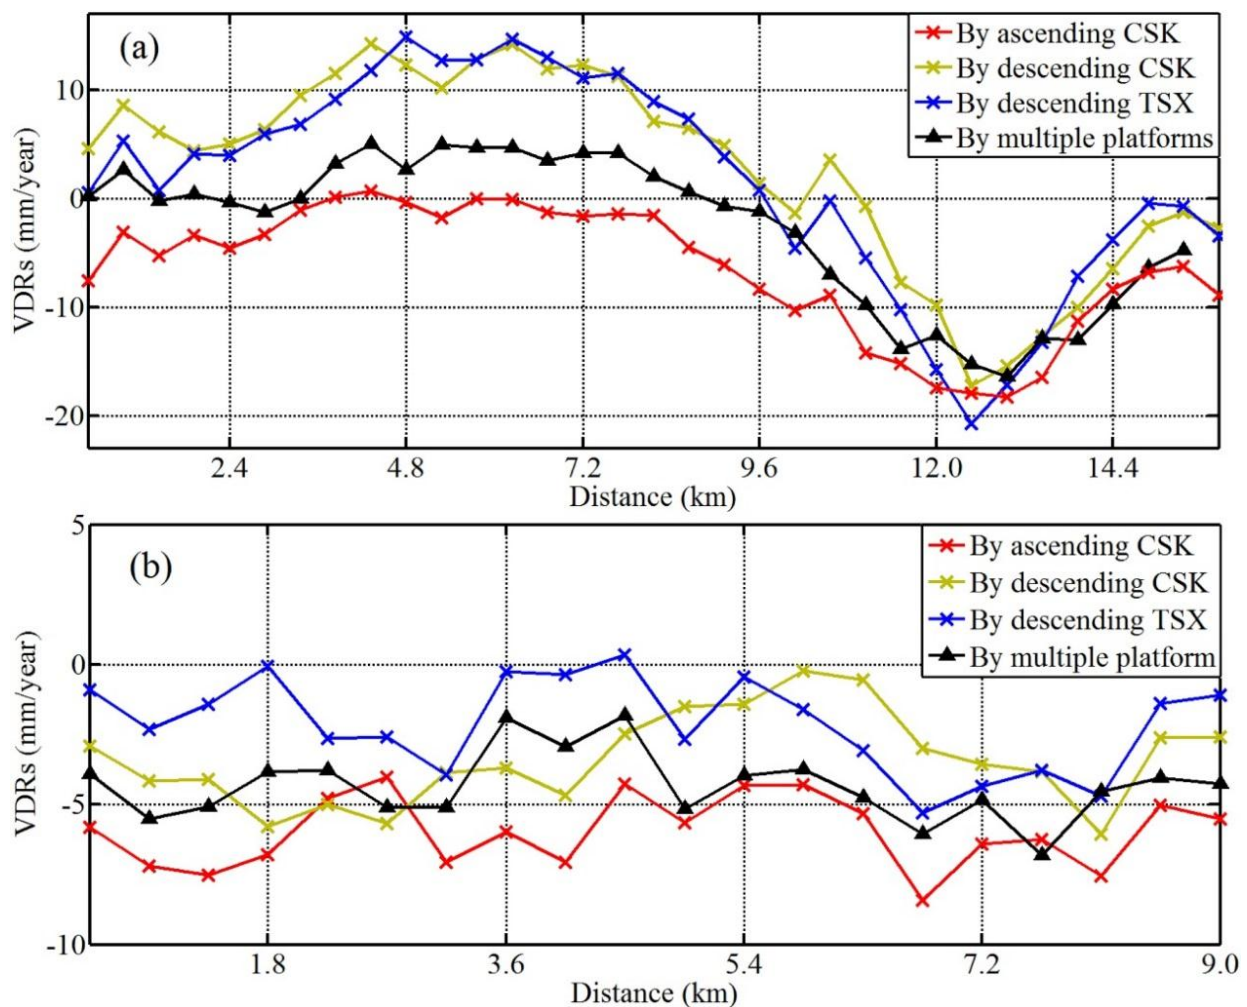 (a)
By ascending CSK
By descending CSK
By descending TSX
By multiple platforms
VDRs (mm/year)
10
0
-10
-20
2.4 4.8 7.2 9.6 12.0 14.4
Distance (km)
(b)
By ascending CSK
By descending CSK
By descending TSX
By multiple platform
VDRs (mm/year)
5
0
-5
-10
1.8 3.6 5.4 7.2 9.0
Distance (km)